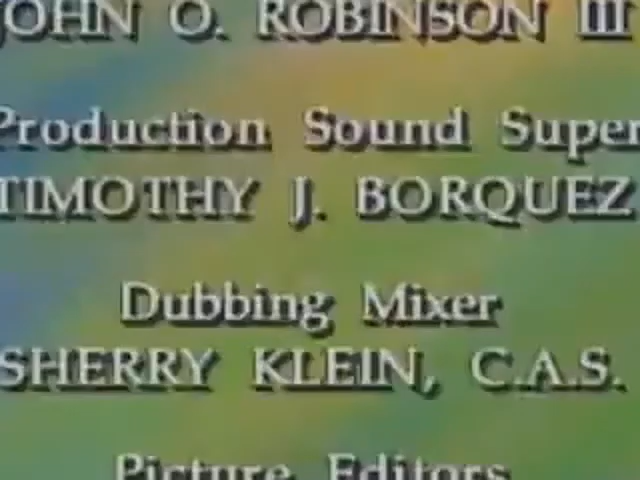 JOHN O. ROBINSON III
Production Sound Super
TIMOTHY J. BORQUEZ
Dubbing Mixer
SHERRY KLEIN, C.A.S.
Picture Editors